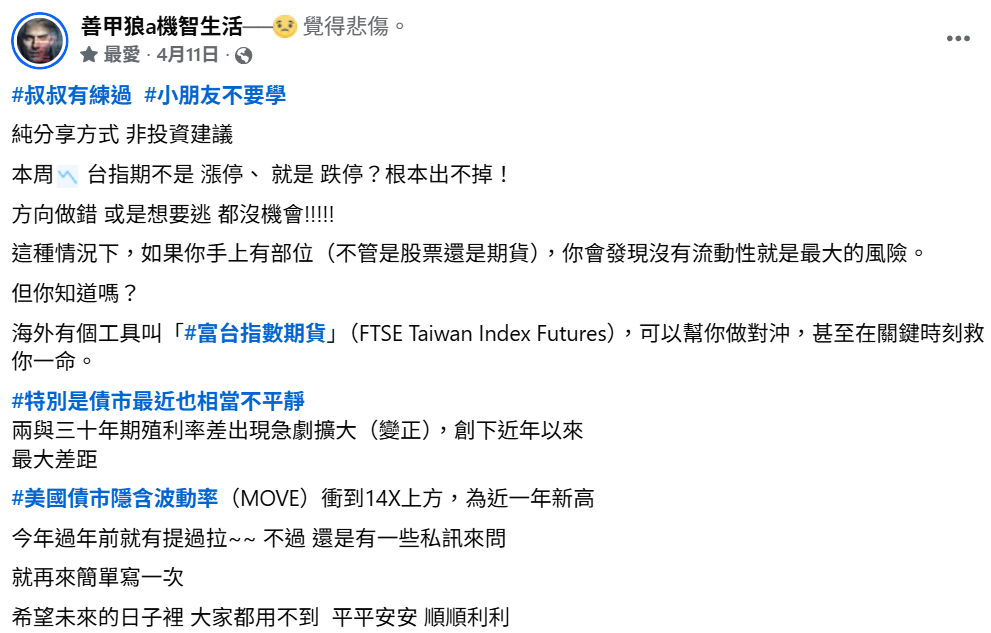 善甲狼a機智生活——😟 覺得悲傷。
最愛 · 4月11日 ·
#叔叔有練過 #小朋友不要學
純分享方式 非投資建議
本周📉 台指期不是 漲停、 就是 跌停？根本出不掉！
方向做錯 或是想要逃 都沒機會!!!!!
這種情況下，如果你手上有部位（不管是股票還是期貨），你會發現沒有流動性就是最大的風險。
但你知道嗎？
海外有個工具叫「#富台指數期貨」（FTSE Taiwan Index Futures），可以幫你做對沖，甚至在關鍵時刻救
你一命。
#特別是債市最近也相當不平靜
兩與三十年期殖利率差出現急劇擴大（變正），創下近年以來
最大差距
#美國債市隱含波動率（MOVE）衝到14X上方，為近一年新高
今年過年前就有提過拉~~ 不過 還是有一些私訊來問
就再來簡單寫一次
希望未來的日子裡 大家都用不到 平平安安 順順利利